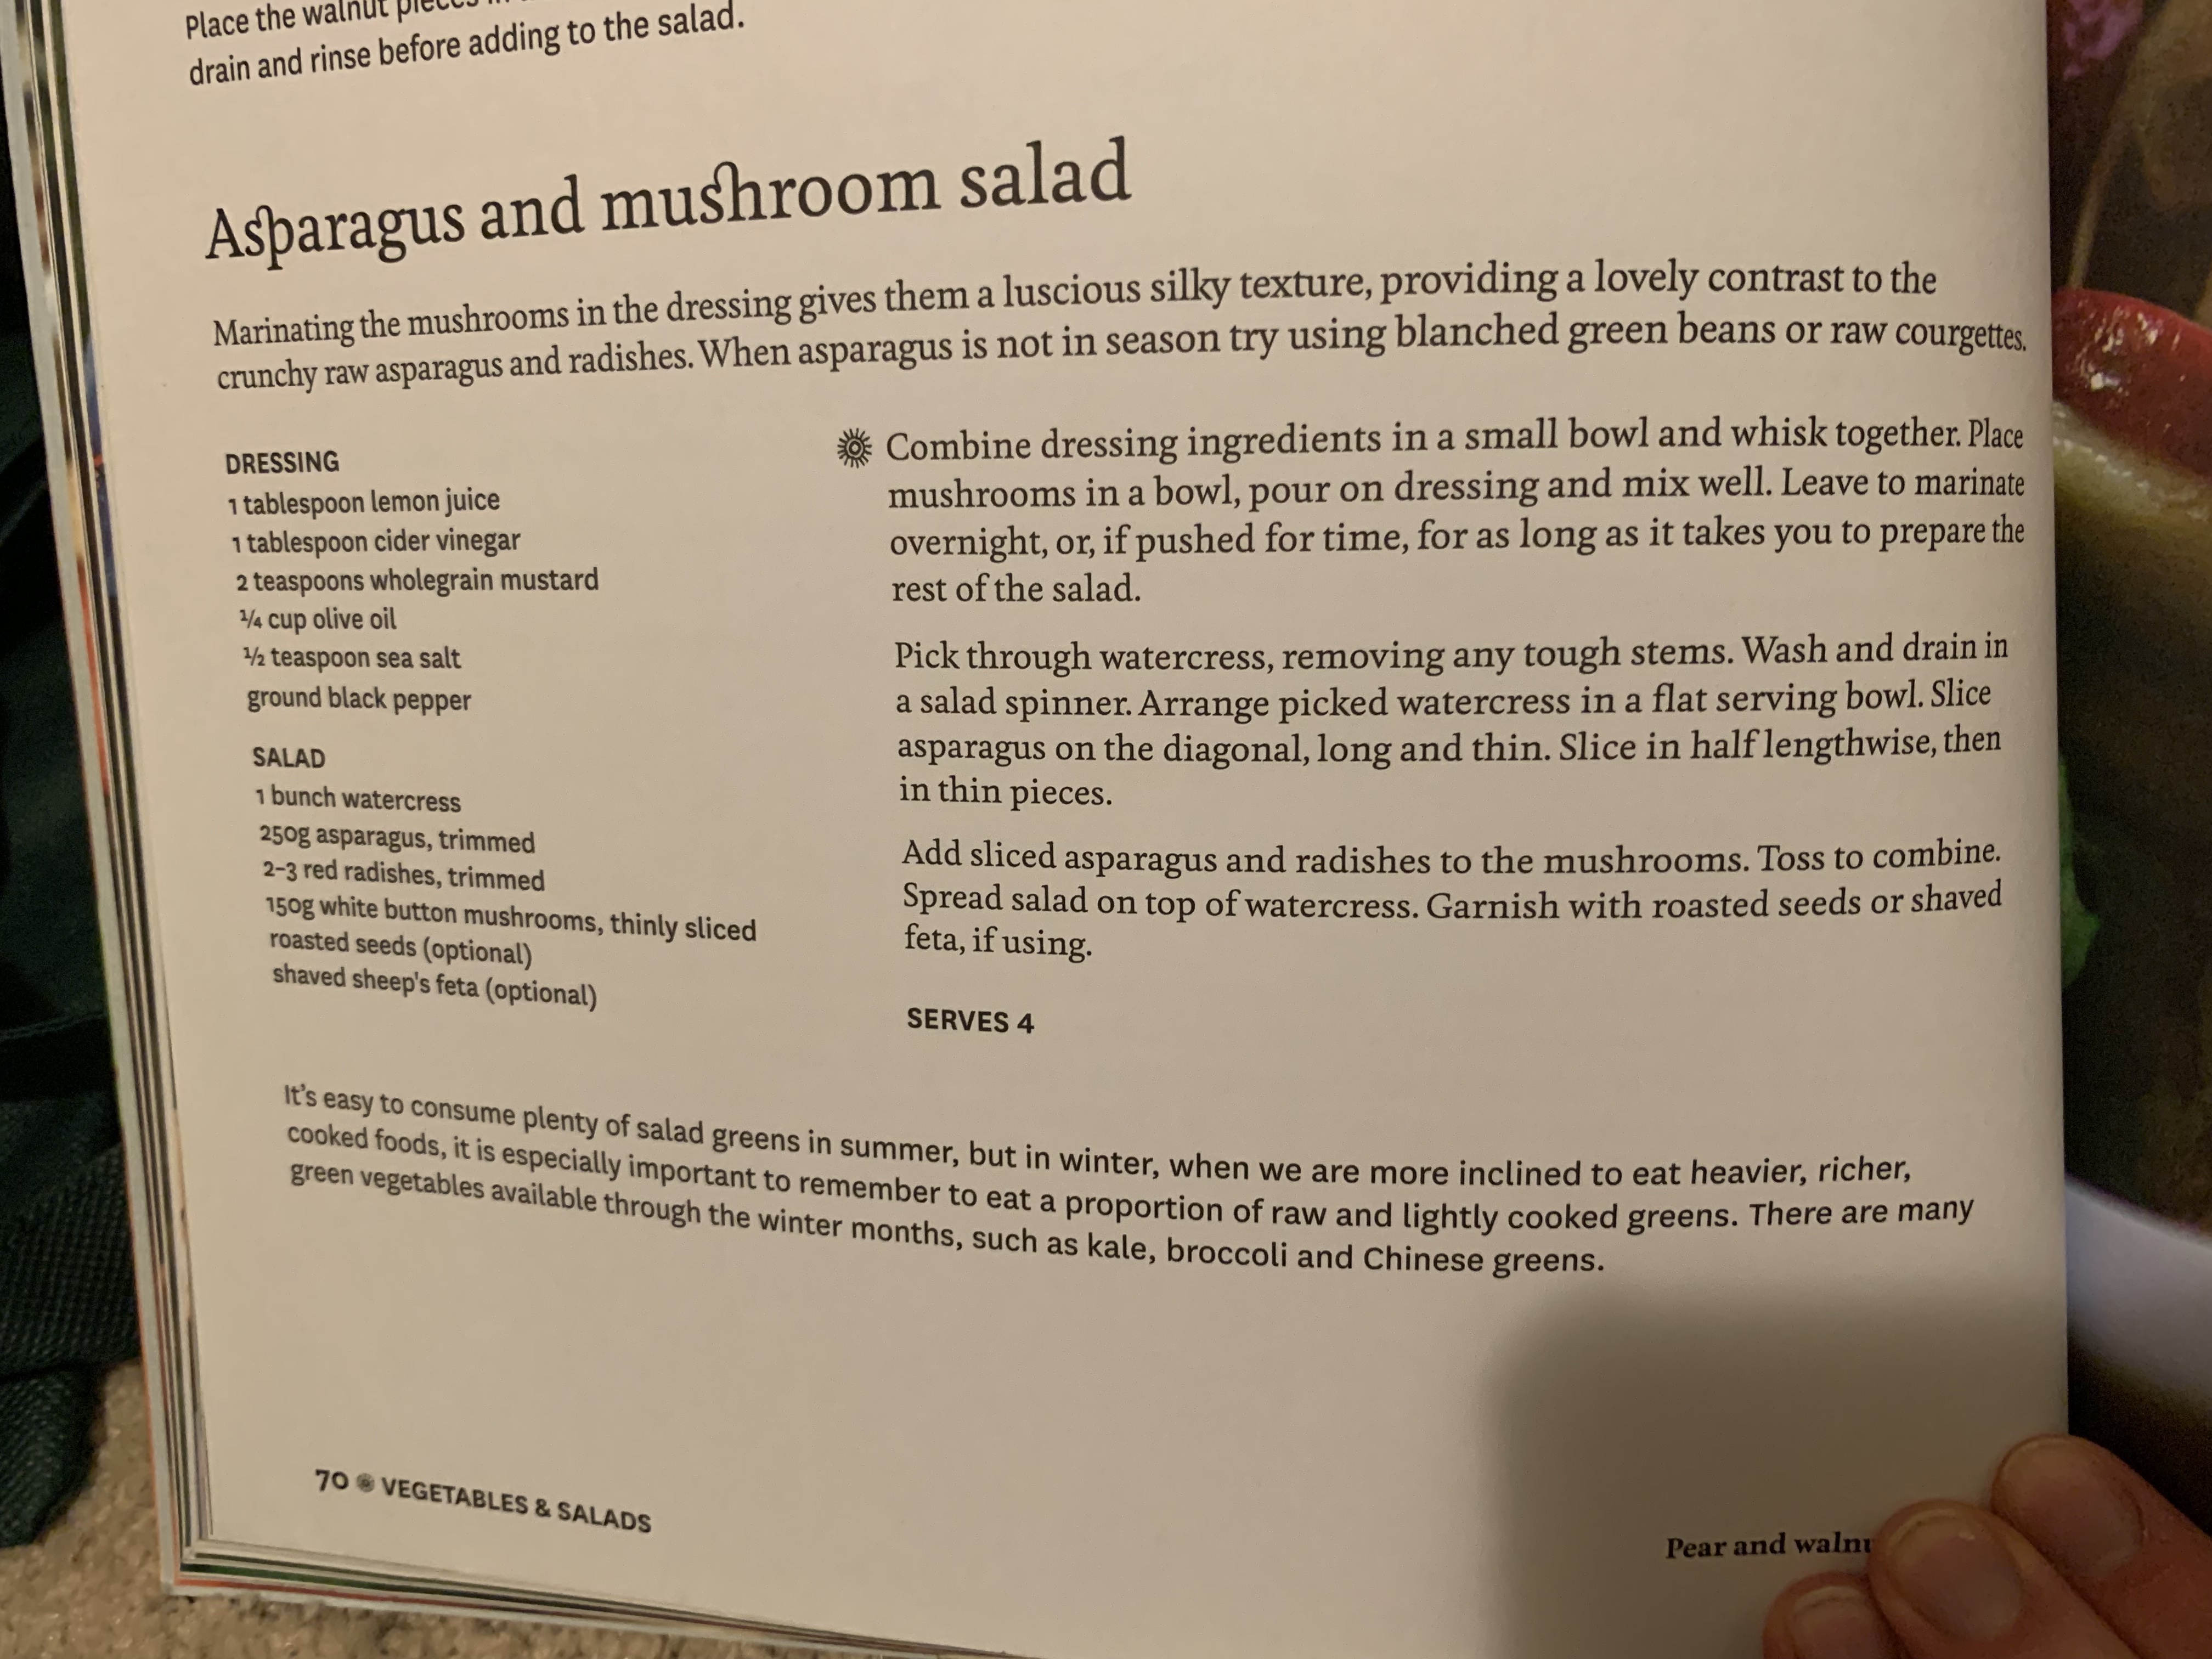 Place the walnut pieces in
drain and rinse before adding to the salad.
Asparagus and mushroom salad
Marinating the mushrooms in the dressing gives them a luscious silky texture, providing a lovely contrast to the
crunchy raw asparagus and radishes. When asparagus is not in season try using blanched green beans or raw courgettes.
DRESSING
1 tablespoon lemon juice
1 tablespoon cider vinegar
2 teaspoons wholegrain mustard
¼ cup olive oil
½ teaspoon sea salt
ground black pepper
SALAD
1 bunch watercress
250g asparagus, trimmed
2–3 red radishes, trimmed
150g white button mushrooms, thinly sliced
roasted seeds (optional)
shaved sheep's feta (optional)
Combine dressing ingredients in a small bowl and whisk together. Place
mushrooms in a bowl, pour on dressing and mix well. Leave to marinate
overnight, or, if pushed for time, for as long as it takes you to prepare the
rest of the salad.
Pick through watercress, removing any tough stems. Wash and drain in
a salad spinner. Arrange picked watercress in a flat serving bowl. Slice
asparagus on the diagonal, long and thin. Slice in half lengthwise, then
in thin pieces.
Add sliced asparagus and radishes to the mushrooms. Toss to combine.
Spread salad on top of watercress. Garnish with roasted seeds or shaved
feta, if using.
SERVES 4
It's easy to consume plenty of salad greens in summer, but in winter, when we are more inclined to eat heavier, richer,
cooked foods, it is especially important to remember to eat a proportion of raw and lightly cooked greens. There are many
green vegetables available through the winter months, such as kale, broccoli and Chinese greens.
70 VEGETABLES & SALADS
Pear and